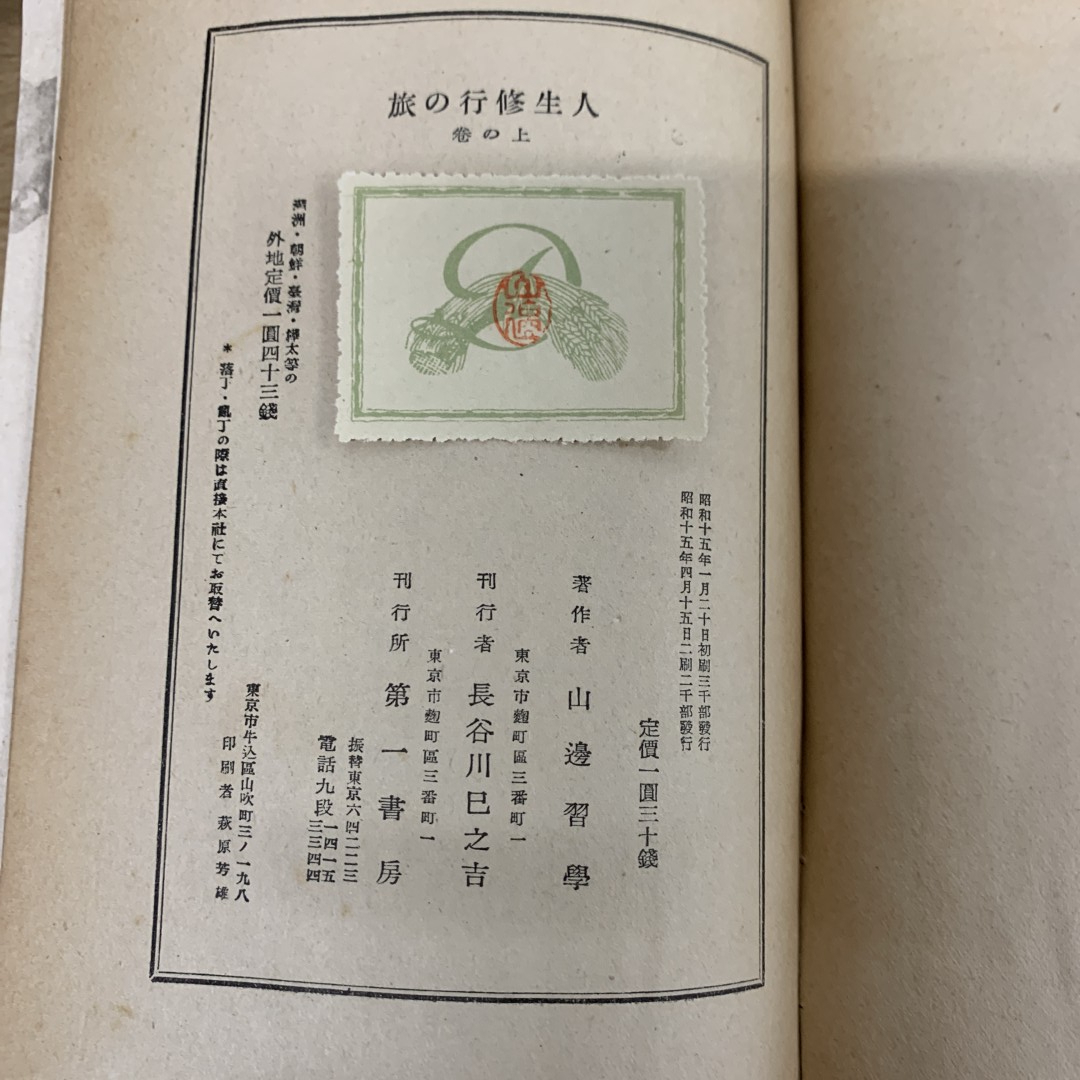 人生修行の旅
上の卷
昭和十五年一月二十日初刷三千部發行
昭和十五年四月十五日二刷二千部發行
定價一圓三十錢
著作者 山邊習學
東京市麴町區三番町一
刊行者 長谷川巳之吉
東京市麴町區三番町一
刊行所 第一書房
振替東京六四二二三
電話九段一四一五
三三四四
滿洲・朝鮮・臺灣・樺太等の
外地定價一圓四十三錢
*落丁・亂丁の際は直接本社にてお取替へいたします
東京市牛込區山吹町三ノ一九八
印刷者 萩原芳雄